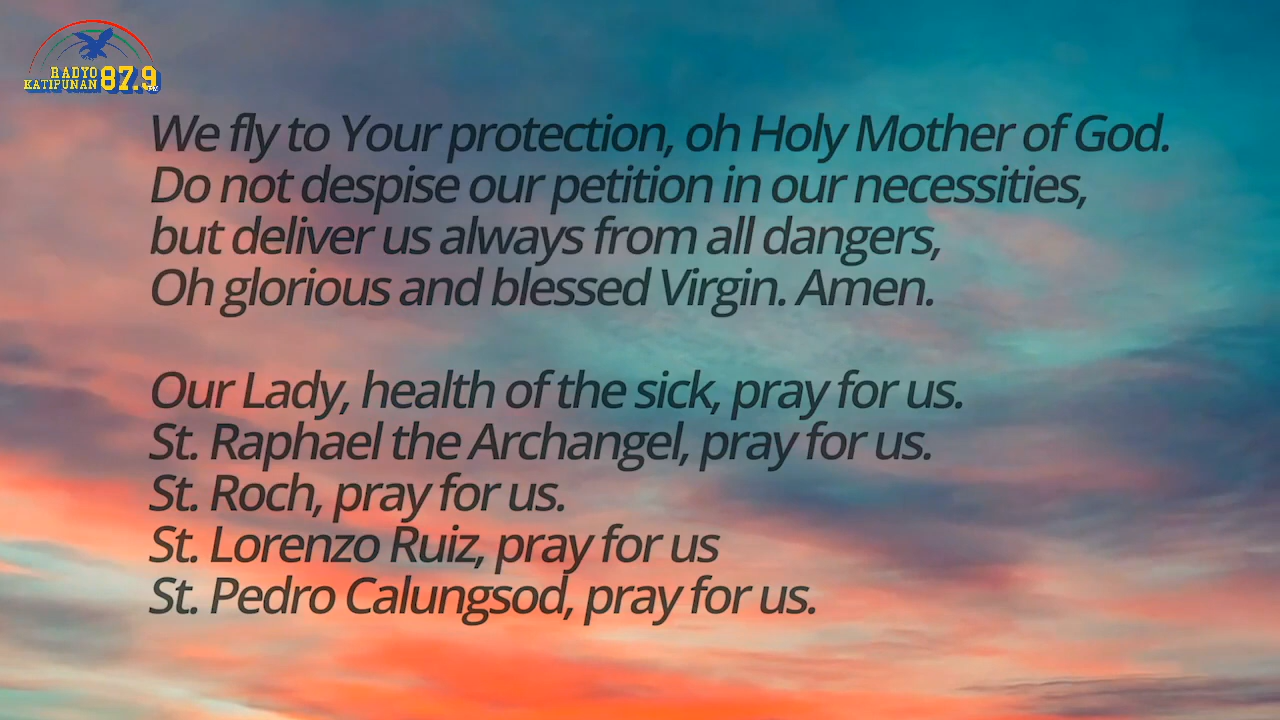 RADYO
KATIPUNAN 87.9
We fly to Your protection, oh Holy Mother of God.
Do not despise our petition in our necessities,
but deliver us always from all dangers,
Oh glorious and blessed Virgin. Amen.
Our Lady, health of the sick, pray for us.
St. Raphael the Archangel, pray for us.
St. Roch, pray for us.
St. Lorenzo Ruiz, pray for us
St. Pedro Calungsod, pray for us.